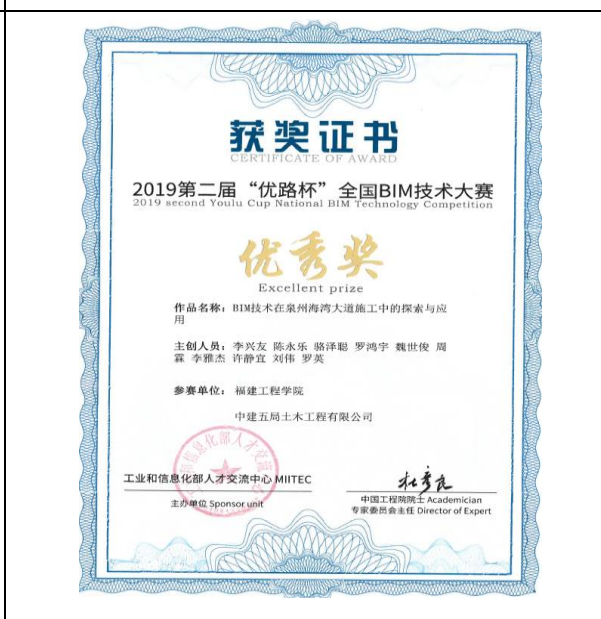 获奖证书
CERTIFICATE OF AWARD
2019第二届“优路杯”全国BIM技术大赛
2019 second Youlu Cup National BIM Technology Competition
优秀奖
Excellent prize
作品名称：BIM技术在泉州海湾大道施工中的探索与应
用
主创人员：李兴友 陈永乐 骆泽聪 罗鸿宇 魏世俊 周
霖 李雅杰 许静宜 刘伟 罗英
参赛单位：福建工程学院
中建五局土木工程有限公司
工业和信息化部人才交流中心 MIITEC
主办单位 Sponsor unit
中国工程院院士 Academician
专家委员会主任 Director of Expert